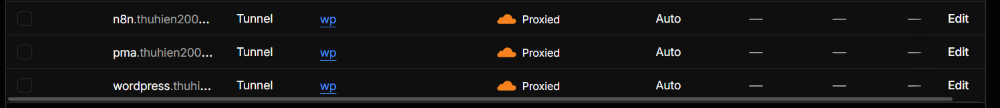 n8n.thuhien200... Tunnel wp Proxied Auto — — — Edit
pma.thuhien200... Tunnel wp Proxied Auto — — — Edit
wordpress.thuhi... Tunnel wp Proxied Auto — — — Edit